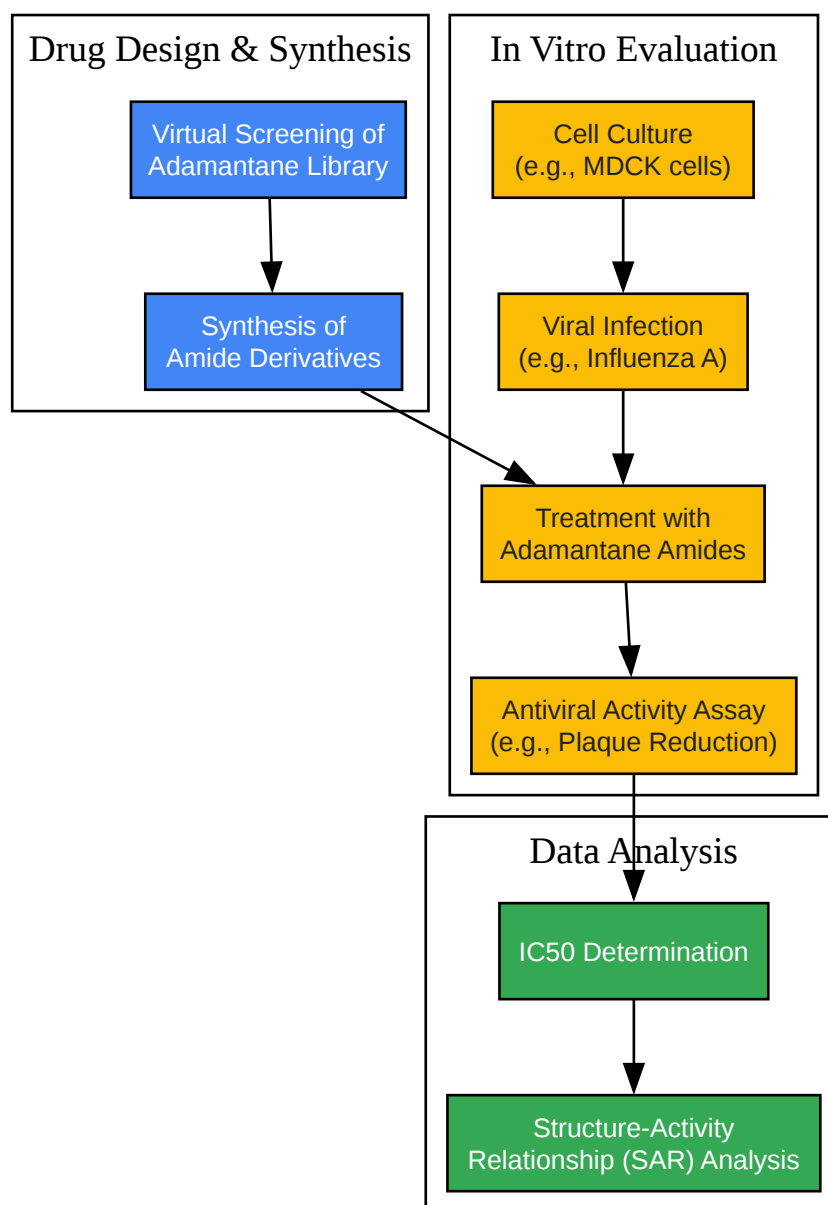 Drug Design & Synthesis
Virtual Screening of
Adamantane Library
Synthesis of
Amide Derivatives
In Vitro Evaluation
Cell Culture
(e.g., MDCK cells)
Viral Infection
(e.g., Influenza A)
Treatment with
Adamantane Amides
Antiviral Activity Assay
(e.g., Plaque Reduction)
Data Analysis
IC50 Determination
Structure-Activity
Relationship (SAR) Analysis